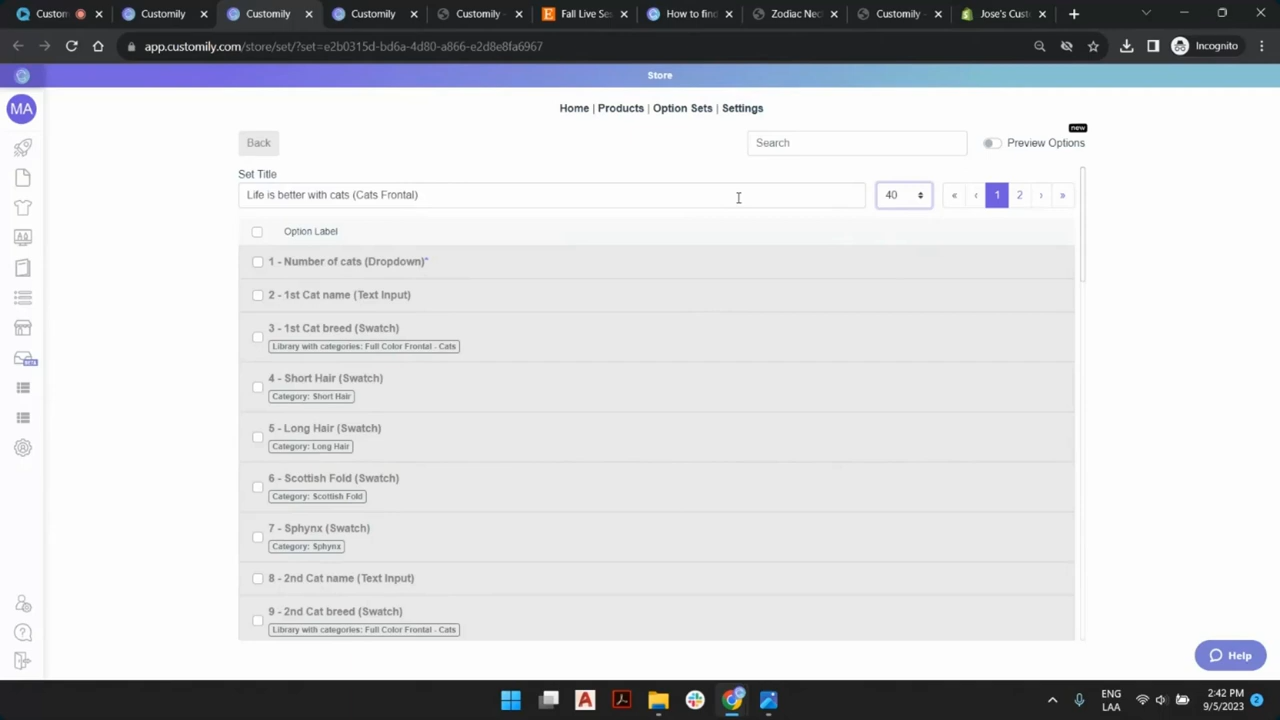 Custom
Customily
Customily
Customily
Customily -
Fall Live Se
How to find
Zodiac Nec
Customily -
Jose's Cust
app.customily.com/store/set/?set=e2b0315d-bd6a-4d80-a866-e2d8e8fa6967
Incognito
Store
MA
Home | Products | Option Sets | Settings
new
Back
Search
Preview Options
Set Title
Life is better with cats (Cats Frontal)
40
« ‹ 1 2 › »
Option Label
1 - Number of cats (Dropdown)*
2 - 1st Cat name (Text Input)
3 - 1st Cat breed (Swatch)
Library with categories: Full Color Frontal - Cats
4 - Short Hair (Swatch)
Category: Short Hair
5 - Long Hair (Swatch)
Category: Long Hair
6 - Scottish Fold (Swatch)
Category: Scottish Fold
7 - Sphynx (Swatch)
Category: Sphynx
8 - 2nd Cat name (Text Input)
9 - 2nd Cat breed (Swatch)
Library with categories: Full Color Frontal - Cats
Help
ENG
LAA
2:42 PM
9/5/2023
2